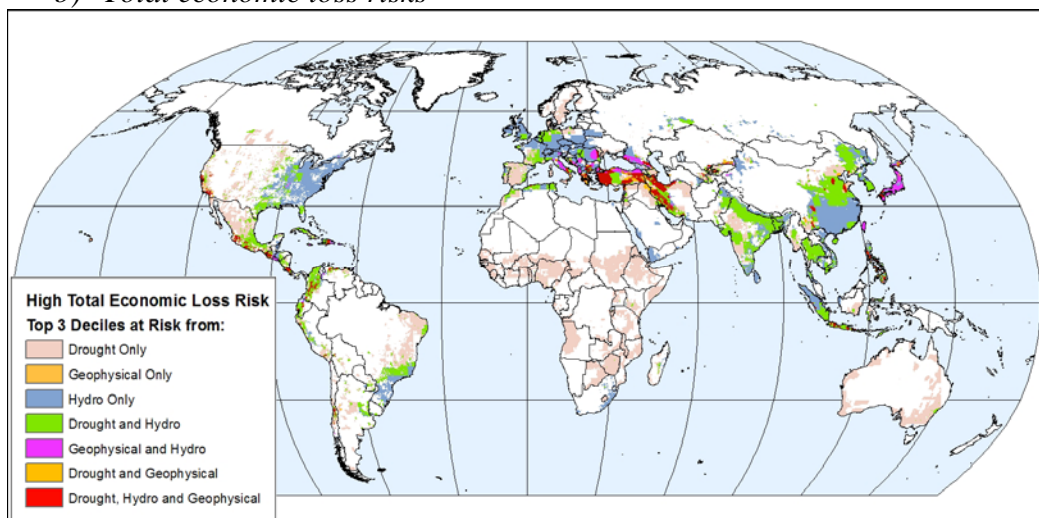 b) Total economic loss risks
High Total Economic Loss Risk
Top 3 Deciles at Risk from:
Drought Only
Geophysical Only
Hydro Only
Drought and Hydro
Geophysical and Hydro
Drought and Geophysical
Drought, Hydro and Geophysical